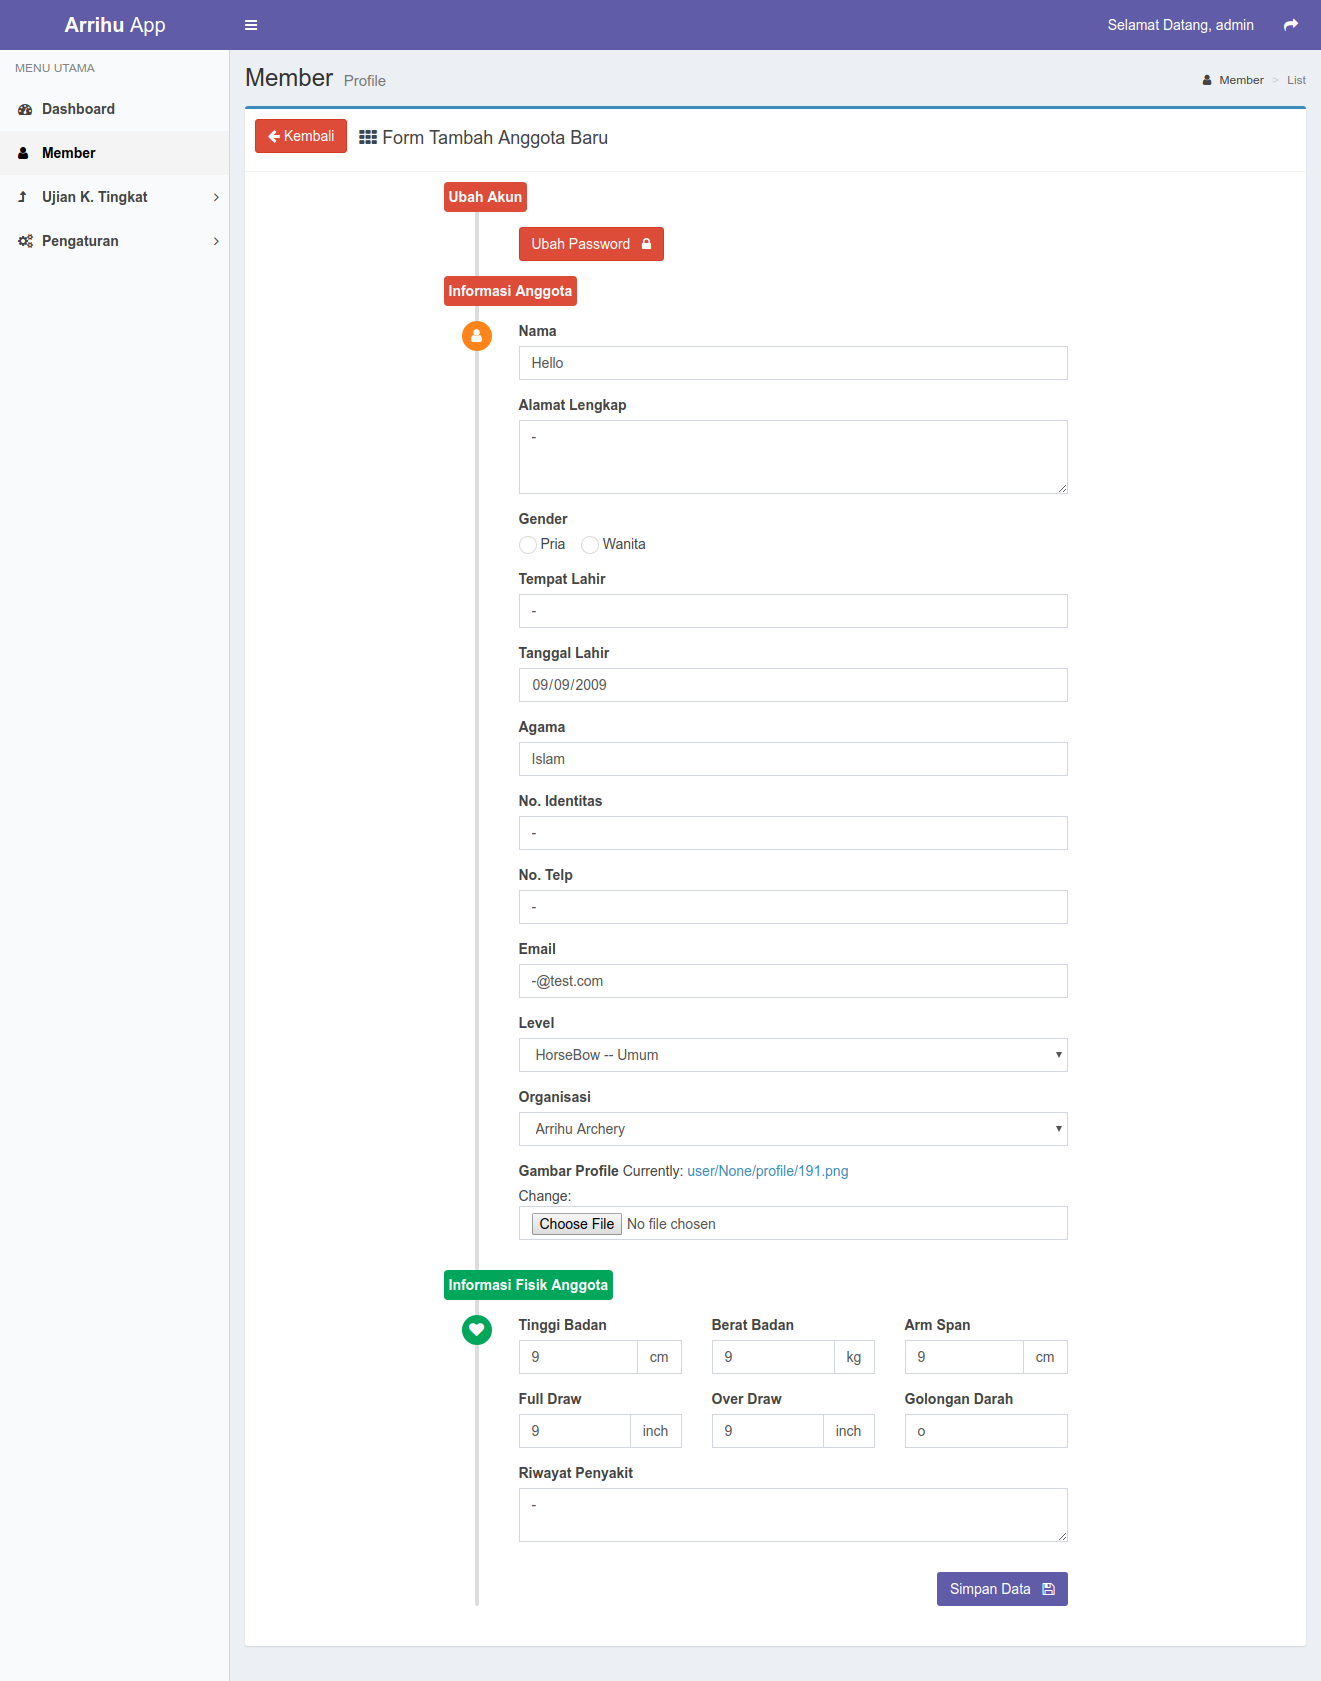 Arrihu App
Selamat Datang, admin
MENU UTAMA
Dashboard
Member
Ujian K. Tingkat
Pengaturan
Member Profile
Member > List
Kembali
Form Tambah Anggota Baru
Ubah Akun
Ubah Password
Informasi Anggota
Nama
Hello
Alamat Lengkap
-
Gender
Pria Wanita
Tempat Lahir
-
Tanggal Lahir
09/09/2009
Agama
Islam
No. Identitas
-
No. Telp
-
Email
-@test.com
Level
HorseBow -- Umum
Organisasi
Arrihu Archery
Gambar Profile Currently: user/None/profile/191.png
Change:
Choose File No file chosen
Informasi Fisik Anggota
Tinggi Badan Berat Badan Arm Span
9 cm 9 kg 9 cm
Full Draw Over Draw Golongan Darah
9 inch 9 inch o
Riwayat Penyakit
-
Simpan Data